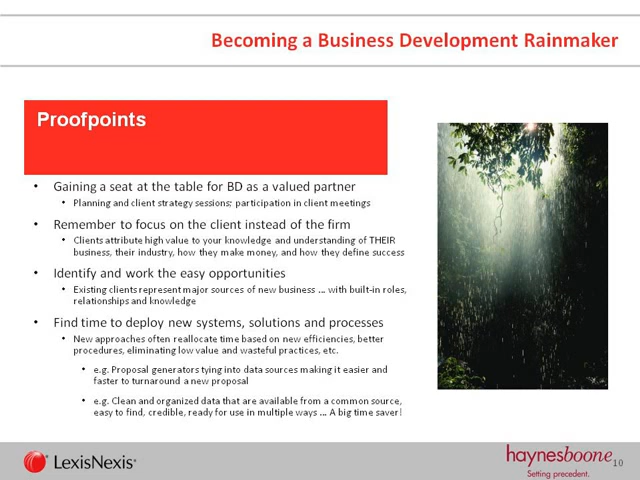 Becoming a Business Development Rainmaker
Proofpoints
• Gaining a seat at the table for BD as a valued partner
• Planning and client strategy sessions; participation in client meetings
• Remember to focus on the client instead of the firm
• Clients attribute high value to your knowledge and understanding of THEIR
business, their industry, how they make money, and how they define success
• Identify and work the easy opportunities
• Existing clients represent major sources of new business ... with built-in roles,
relationships and knowledge
• Find time to deploy new systems, solutions and processes
• New approaches often reallocate time based on new efficiencies, better
procedures, eliminating low value and wasteful practices, etc.
• e.g. Proposal generators tying into data sources making it easier and
faster to turnaround a new proposal
• e.g. Clean and organized data that are available from a common source,
easy to find, credible, ready for use in multiple ways ... A big time saver!
LexisNexis®
haynesboone
Setting precedent.
10